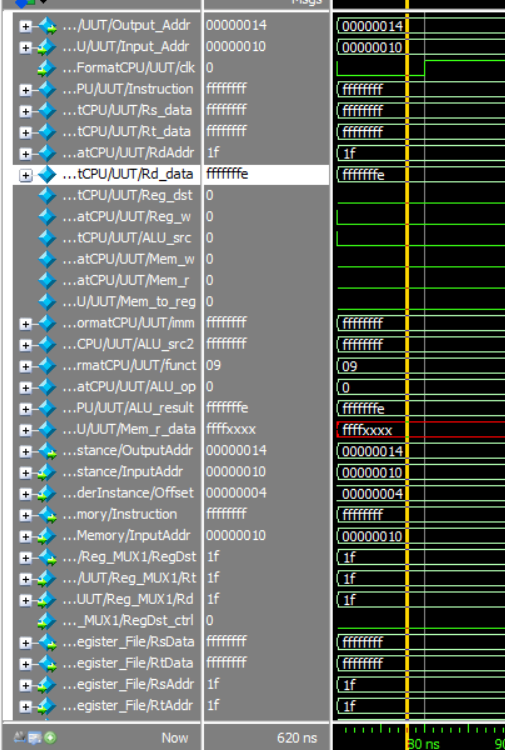 Msgs
.../UUT/Output_Addr 00000014 00000014
...U/UUT/Input_Addr 00000010 00000010
...FormatCPU/UUT/clk 0
...PU/UUT/Instruction ffffffff ffffffff
...tCPU/UUT/Rs_data ffffffff ffffffff
...tCPU/UUT/Rt_data ffffffff ffffffff
...atCPU/UUT/RdAddr 1f 1f
...tCPU/UUT/Rd_data fffffffe fffffffe
...tCPU/UUT/Reg_dst 0
...atCPU/UUT/Reg_w 0
...tCPU/UUT/ALU_src 0
...atCPU/UUT/Mem_w 0
...atCPU/UUT/Mem_r 0
...U/UUT/Mem_to_reg 0
...ormatCPU/UUT/imm ffffffff ffffffff
...CPU/UUT/ALU_src2 ffffffff ffffffff
...rmatCPU/UUT/funct 09 09
...atCPU/UUT/ALU_op 0 0
...PU/UUT/ALU_result fffffffe fffffffe
...U/UUT/Mem_r_data ffffxxxx ffffxxxx
...stance/OutputAddr 00000014 00000014
...stance/InputAddr 00000010 00000010
...derInstance/Offset 00000004 00000004
...mory/Instruction ffffffff ffffffff
...Memory/InputAddr 00000010 00000010
.../Reg_MUX1/RegDst 1f 1f
.../UUT/Reg_MUX1/Rt 1f 1f
...UUT/Reg_MUX1/Rd 1f 1f
..._MUX1/RegDst_ctrl 0
...egister_File/RsData ffffffff ffffffff
...egister_File/RtData ffffffff ffffffff
...egister_File/RsAddr 1f 1f
...egister_File/RtAddr 1f 1f
Now 620 ns 80 ns